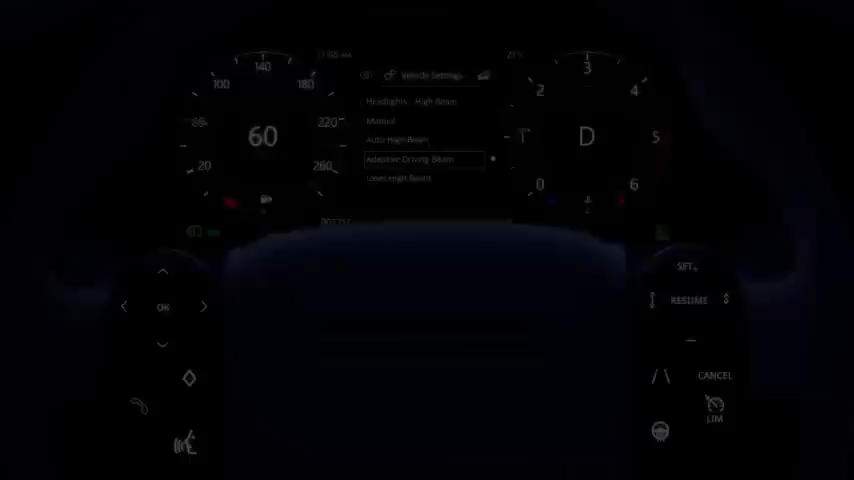 Vehicle Settings
Headlights - High Beam
Manual
Auto High Beam
Adaptive Driving Beam
140
100
180
220
20
260
60
3
2
4
1
5
0
6
D
OK
RESUME
CANCEL
LIM